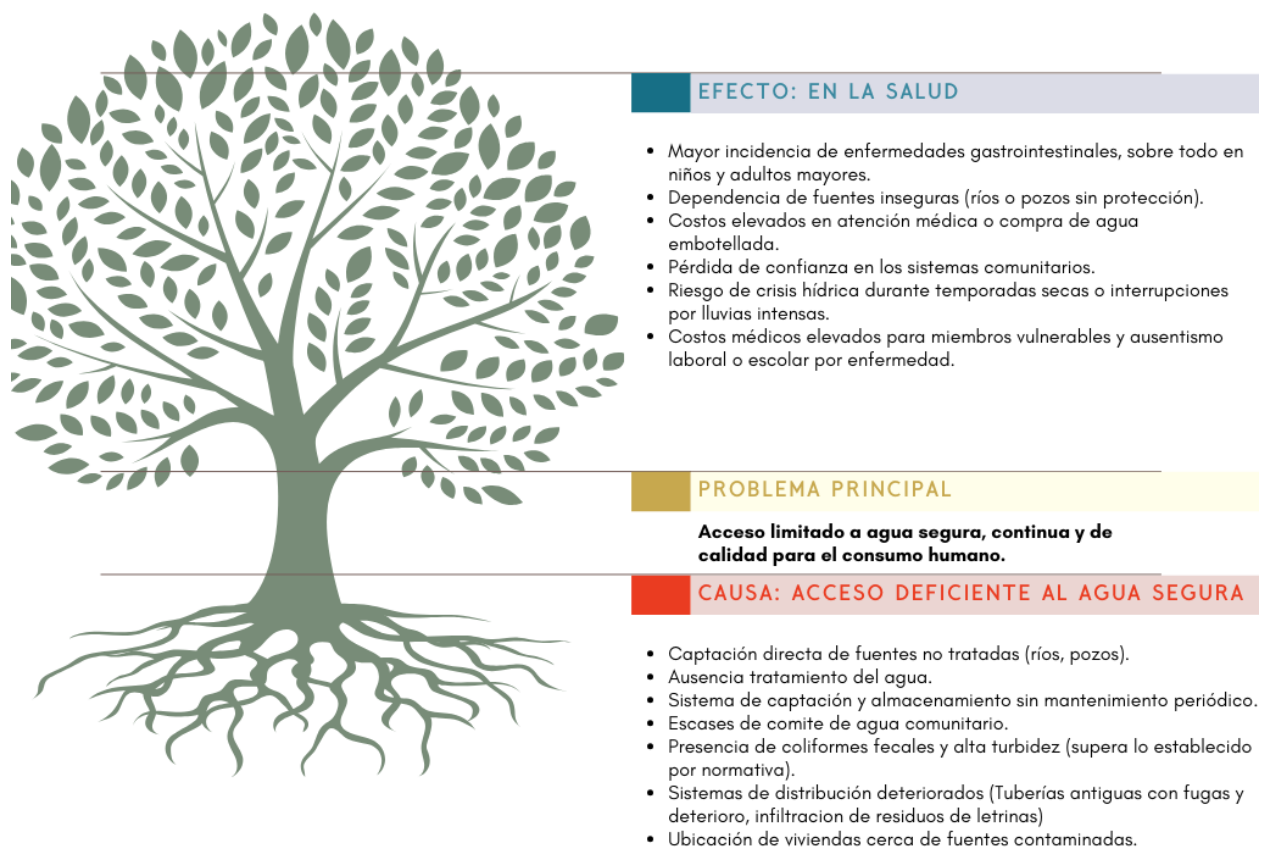 EFECTO: EN LA SALUD
• Mayor incidencia de enfermedades gastrointestinales, sobre todo en
niños y adultos mayores.
• Dependencia de fuentes inseguras (ríos o pozos sin protección).
• Costos elevados en atención médica o compra de agua
embotellada.
• Pérdida de confianza en los sistemas comunitarios.
• Riesgo de crisis hídrica durante temporadas secas o interrupciones
por lluvias intensas.
• Costos médicos elevados para miembros vulnerables y ausentismo
laboral o escolar por enfermedad.
PROBLEMA PRINCIPAL
Acceso limitado a agua segura, continua y de
calidad para el consumo humano.
CAUSA: ACCESO DEFICIENTE AL AGUA SEGURA
• Captación directa de fuentes no tratadas (ríos, pozos).
• Ausencia tratamiento del agua.
• Sistema de captación y almacenamiento sin mantenimiento periódico.
• Escases de comite de agua comunitario.
• Presencia de coliformes fecales y alta turbidez (supera lo establecido
por normativa).
• Sistemas de distribución deteriorados (Tuberías antiguas con fugas y
deterioro, infiltracion de residuos de letrinas)
• Ubicación de viviendas cerca de fuentes contaminadas.